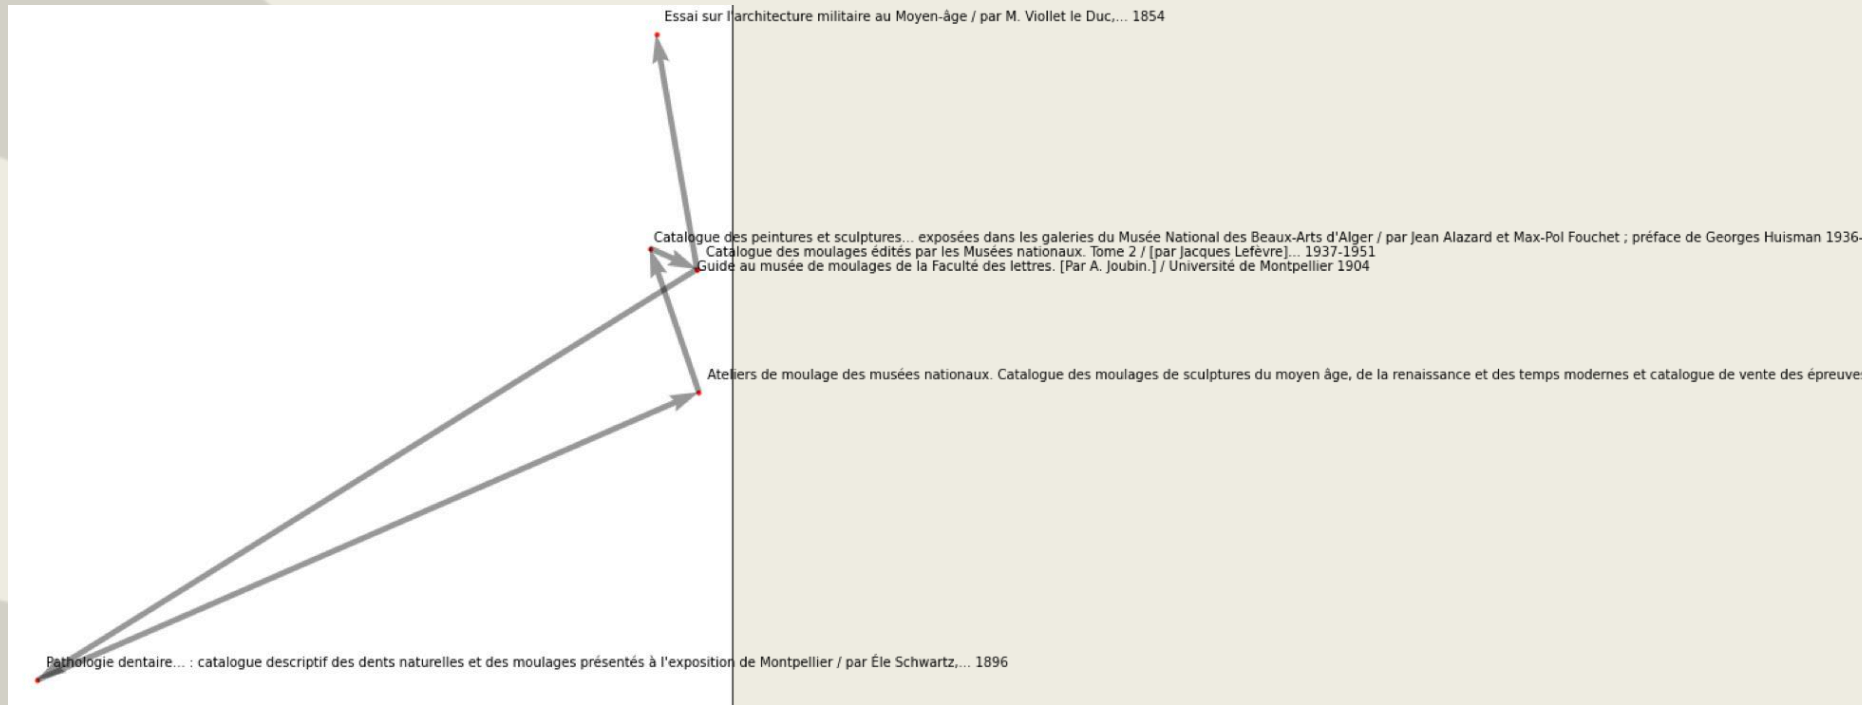 Essai sur l'architecture militaire au Moyen-âge / par M. Viollet le Duc,... 1854
Catalogue des peintures et sculptures... exposées dans les galeries du Musée National des Beaux-Arts d'Alger / par Jean Alazard et Max-Pol Fouchet ; préface de Georges Huisman 1936-
Catalogue des moulages édités par les Musées nationaux. Tome 2 / [par Jacques Lefèvre]... 1937-1951
Guide au musée de moulages de la Faculté des lettres. [Par A. Joubin.] / Université de Montpellier 1904
Ateliers de moulage des musées nationaux. Catalogue des moulages de sculptures du moyen âge, de la renaissance et des temps modernes et catalogue de vente des épreuves
Pathologie dentaire... : catalogue descriptif des dents naturelles et des moulages présentés à l'exposition de Montpellier / par Éle Schwartz,... 1896